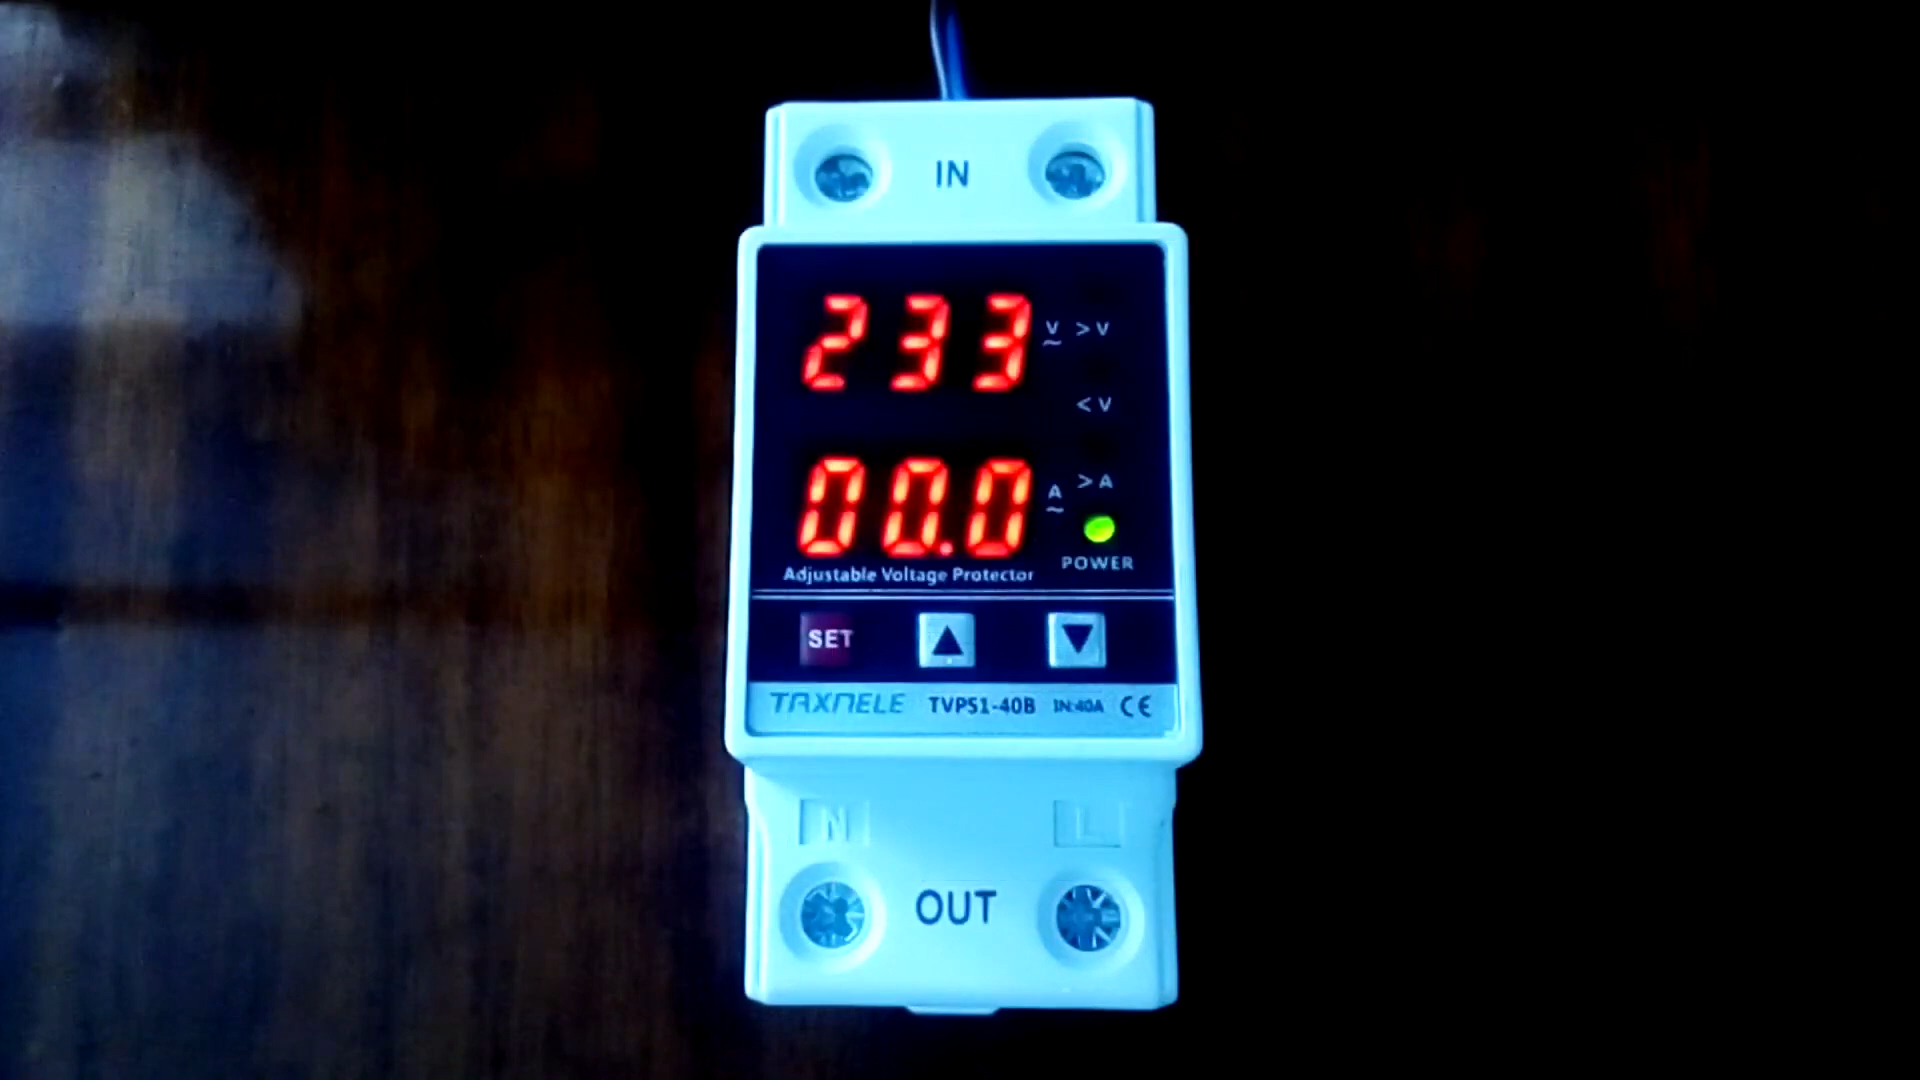 IN
233 V~ >V
<V
>A
00.0 A~
POWER
Adjustable Voltage Protector
SET ▲ ▼
TAXNELE TVPS1-40B IN:40A CE
N L
OUT